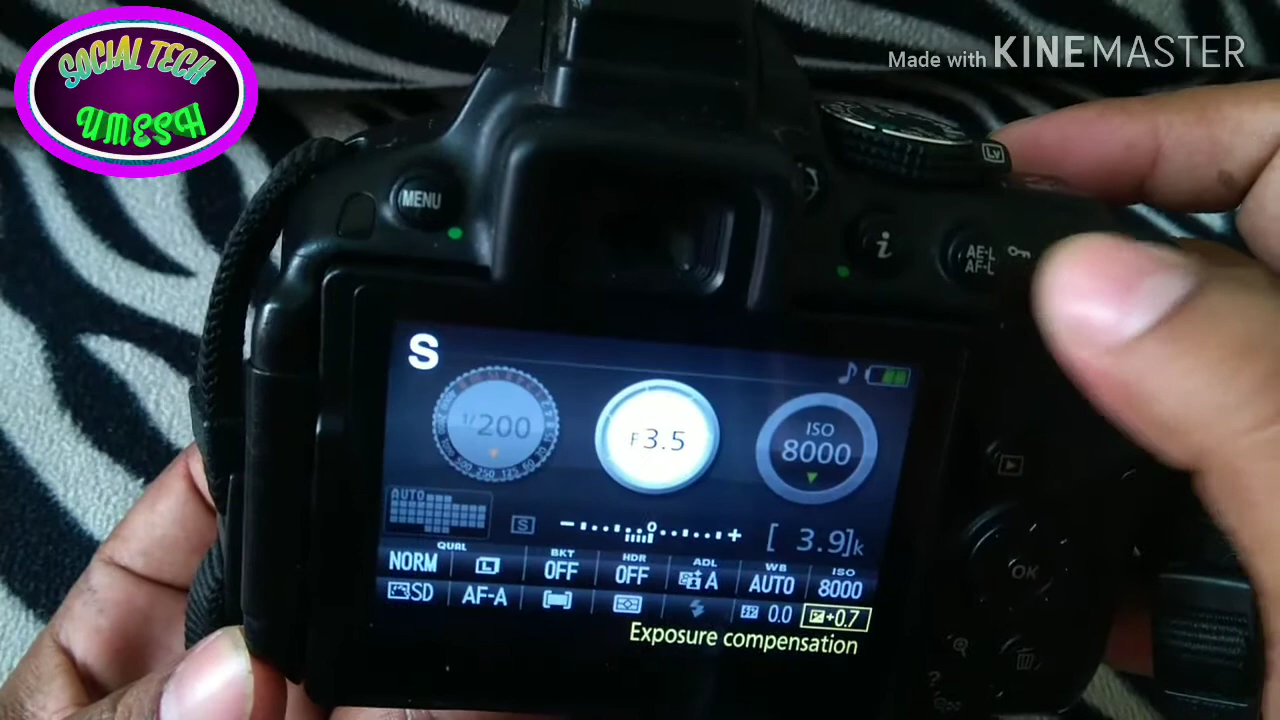 SOCIAL TECH
UMESH
Made with KINEMASTER
Lv
MENU
i
AE-L
AF-L
S
1/200
F3.5
ISO
8000
AUTO
S
− 0 +
[ 3.9]k
QUAL BKT HDR ADL WB ISO
NORM L OFF OFF A AUTO 8000
SD AF-A 0.0 +0.7
Exposure compensation
OK
?